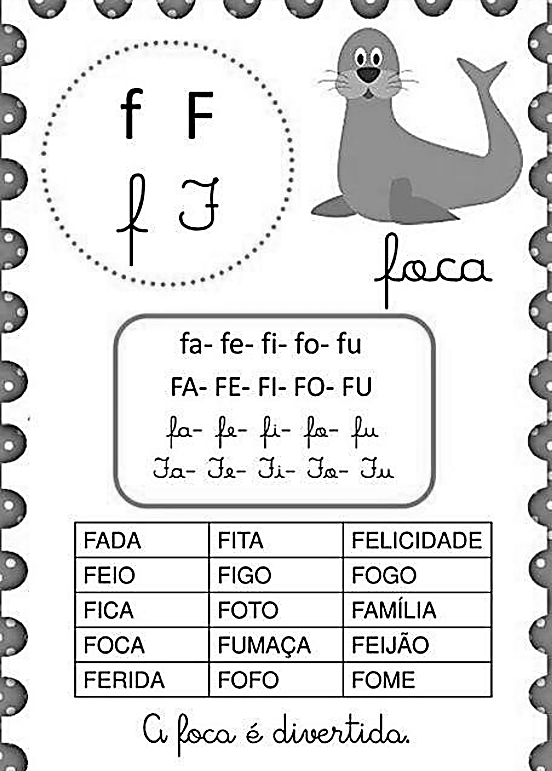 f F
f F
foca
fa- fe- fi- fo- fu
FA- FE- FI- FO- FU
fa- fe- fi- fo- fu
Fa- Fe- Fi- Fo- Fu
FADA FITA FELICIDADE
FEIO FIGO FOGO
FICA FOTO FAMÍLIA
FOCA FUMAÇA FEIJÃO
FERIDA FOFO FOME
A foca é divertida.